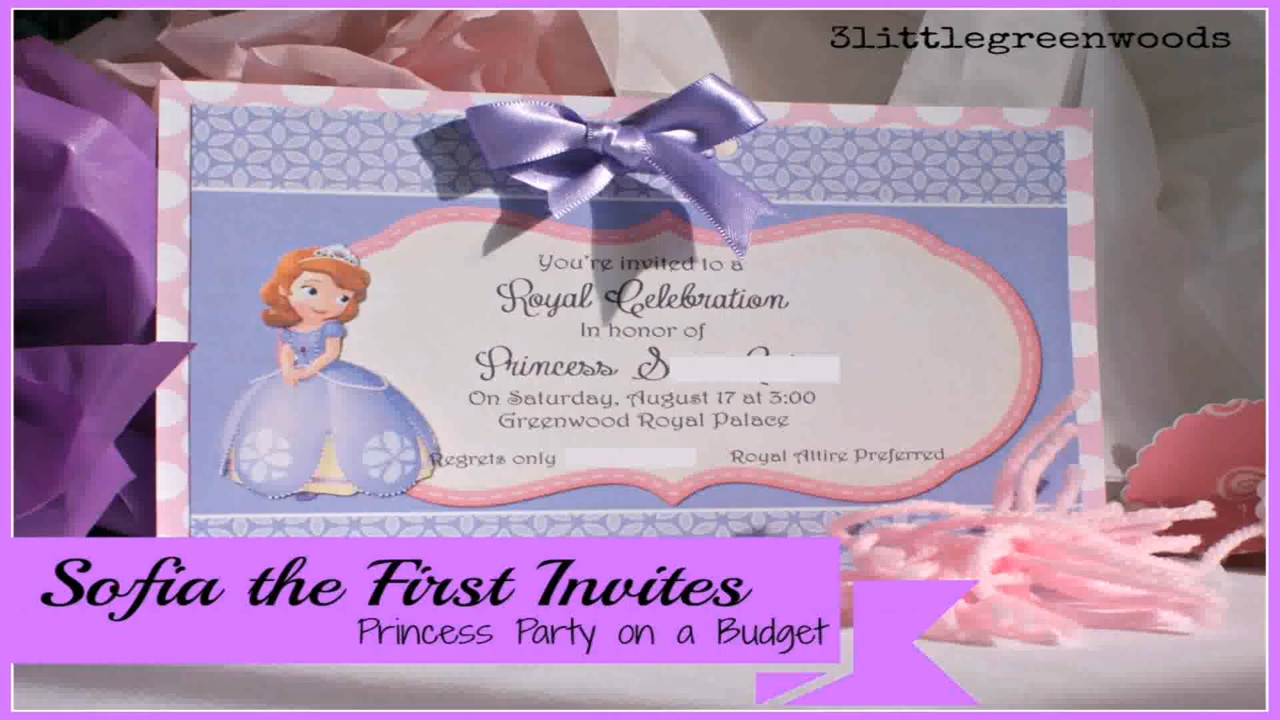 3littlegreenwoods
You're invited to a
Royal Celebration
In honor of
Princess S
On Saturday, August 17 at 3:00
Greenwood Royal Palace
Regrets only
Royal Attire Preferred
Sofia the First Invites
Princess Party on a Budget